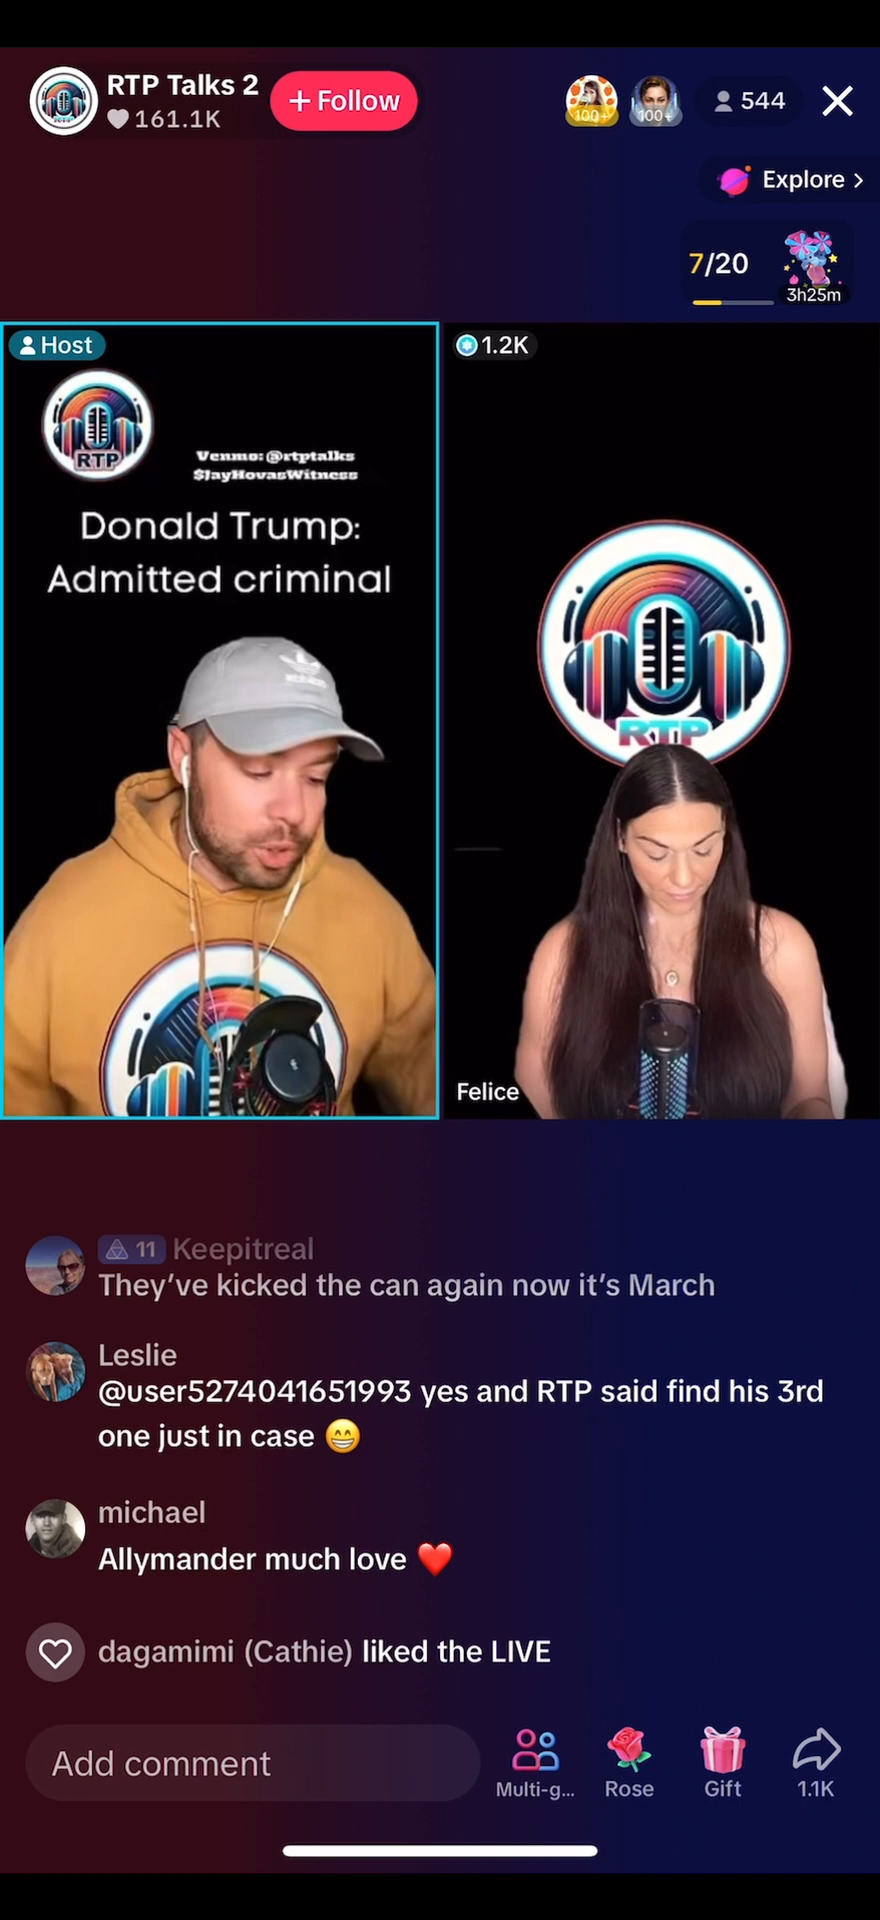 RTP Talks 2
161.1K
+ Follow
100+
100+
544
Explore >
7/20
3h25m
Host
1.2K
RTP
Venmo: @rtptalks
$JayHovasWitness
Donald Trump:
Admitted criminal
RTP
Felice
11 Keepitreal
They’ve kicked the can again now it’s March
Leslie
@user5274041651993 yes and RTP said find his 3rd
one just in case 😁
michael
Allymander much love ❤️
dagamimi (Cathie) liked the LIVE
Add comment
Multi-g...
Rose
Gift
1.1K